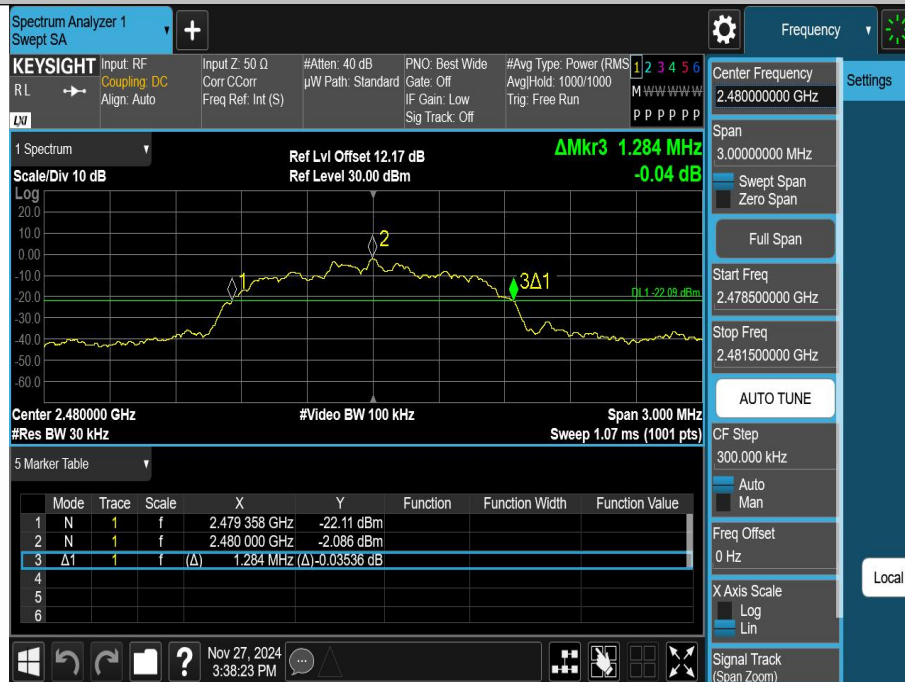 Spectrum Analyzer 1
Swept SA
+
Frequency
KEYSIGHT
RL
LXI
Input: RF
Coupling: DC
Align: Auto
Input Z: 50 Ω
Corr CCorr
Freq Ref: Int (S)
#Atten: 40 dB
µW Path: Standard
PNO: Best Wide
Gate: Off
IF Gain: Low
Sig Track: Off
#Avg Type: Power (RMS
Avg|Hold: 1000/1000
Trig: Free Run
1 2 3 4 5 6
M W W W W W
P P P P P P
1 Spectrum
Scale/Div 10 dB
Ref Lvl Offset 12.17 dB
Ref Level 30.00 dBm
ΔMkr3 1.284 MHz
-0.04 dB
Log
20.0
10.0
0.00
-10.0
-20.0
-30.0
-40.0
-50.0
-60.0
1
2
3Δ1
DL1 -22.09 dBm
Center 2.480000 GHz
#Video BW 100 kHz
Span 3.000 MHz
#Res BW 30 kHz
Sweep 1.07 ms (1001 pts)
5 Marker Table
Mode Trace Scale X Y Function Function Width Function Value
1 N 1 f 2.479 358 GHz -22.11 dBm
2 N 1 f 2.480 000 GHz -2.086 dBm
3 Δ1 1 f (Δ) 1.284 MHz (Δ) -0.03536 dB
4
5
6
?
Nov 27, 2024
3:38:23 PM
Center Frequency
2.480000000 GHz
Settings
Span
3.00000000 MHz
Swept Span
Zero Span
Full Span
Start Freq
2.478500000 GHz
Stop Freq
2.481500000 GHz
AUTO TUNE
CF Step
300.000 kHz
Auto
Man
Freq Offset
0 Hz
Local
X Axis Scale
Log
Lin
Signal Track
(Span Zoom)